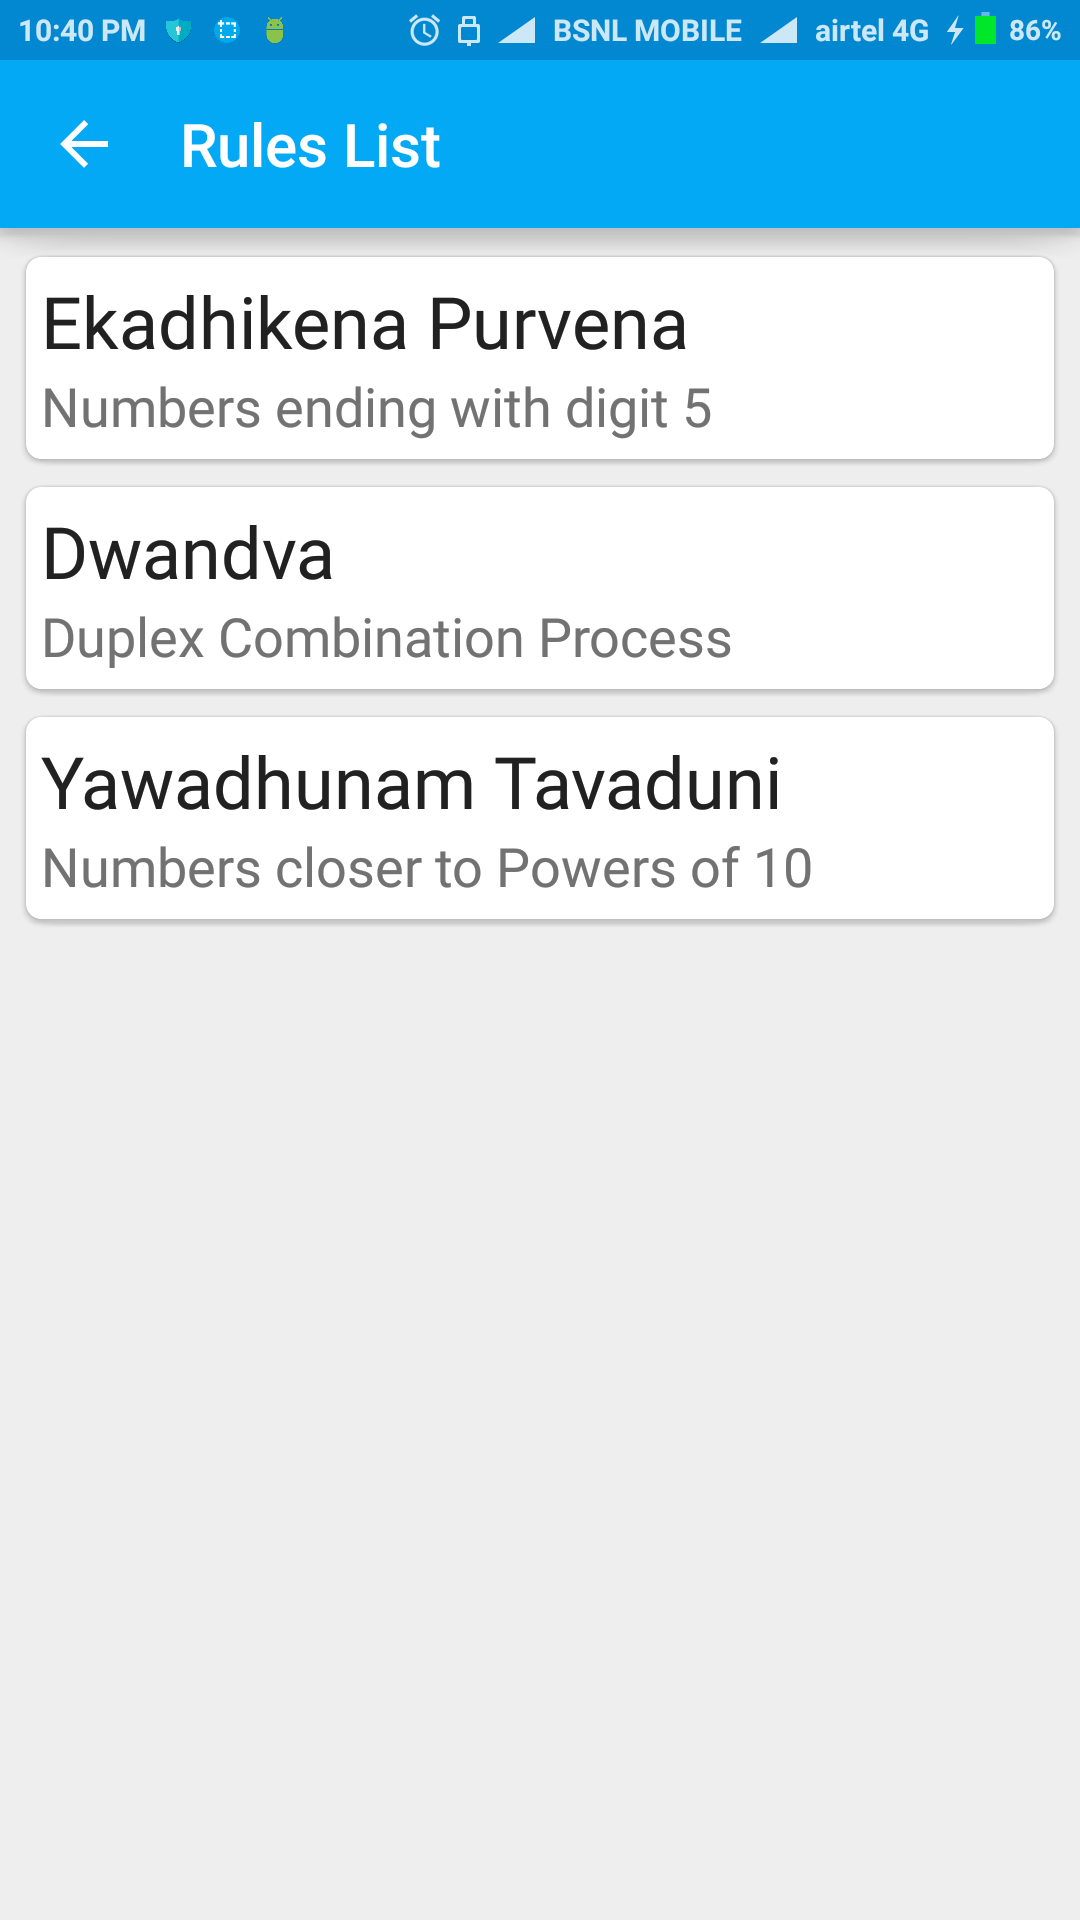 10:40 PM BSNL MOBILE airtel 4G 86%
Rules List
Ekadhikena Purvena
Numbers ending with digit 5
Dwandva
Duplex Combination Process
Yawadhunam Tavaduni
Numbers closer to Powers of 10